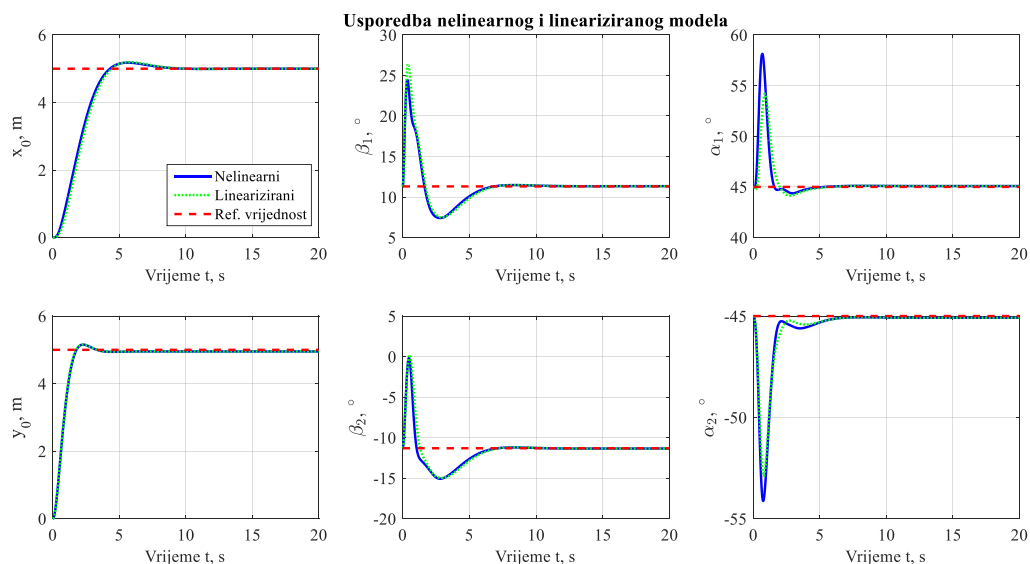 Usporedba nelinearnog i lineariziranog modela
6
4
2
0
x0, m
0 5 10 15 20
Vrijeme t, s
Nelinearni
Linearizirani
Ref. vrijednost
30
25
20
15
10
5
β1, °
0 5 10 15 20
Vrijeme t, s
60
55
50
45
40
α1, °
0 5 10 15 20
Vrijeme t, s
6
4
2
0
y0, m
0 5 10 15 20
Vrijeme t, s
5
0
-5
-10
-15
-20
β2, °
0 5 10 15 20
Vrijeme t, s
-45
-50
-55
α2, °
0 5 10 15 20
Vrijeme t, s